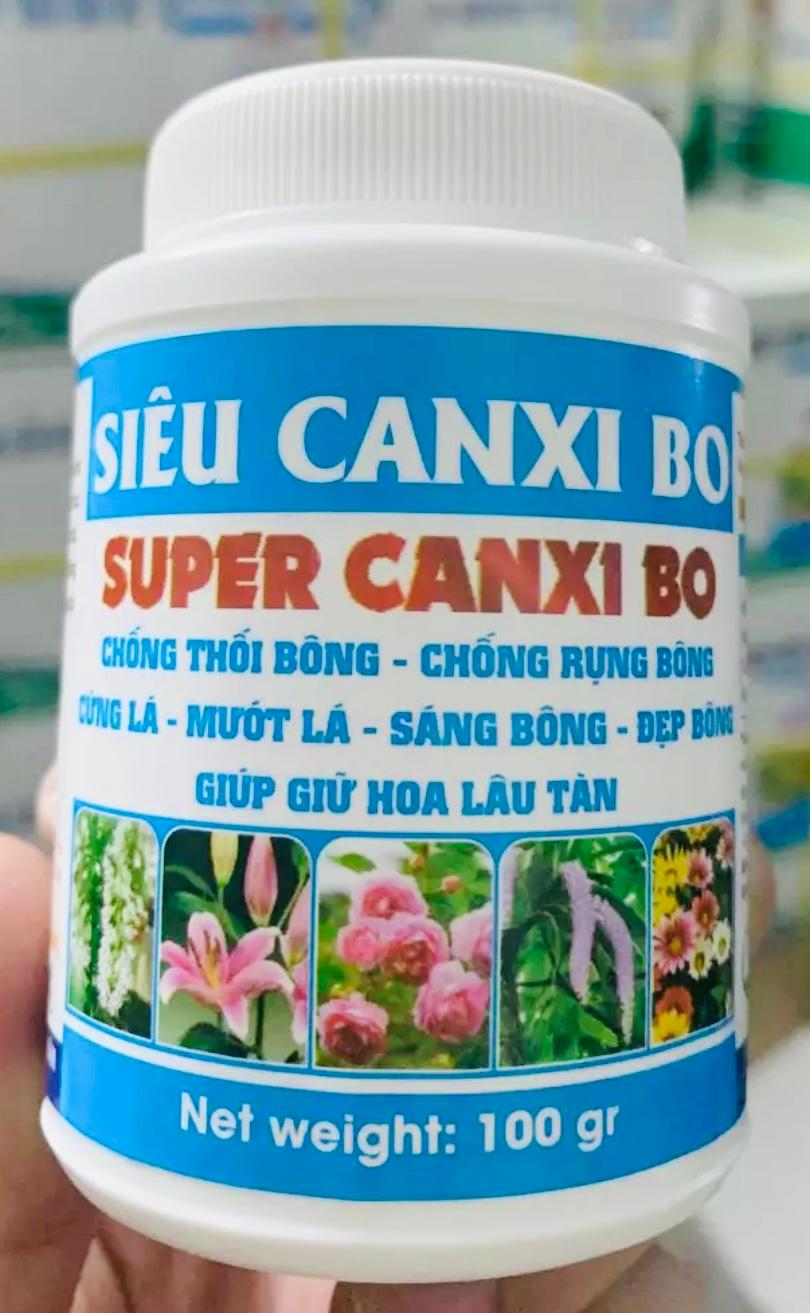 SIÊU CANXI BO
SUPER CANXI BO
CHỐNG THỐI BÔNG - CHỐNG RỤNG BÔNG
CỨNG LÁ - MƯỚT LÁ - SÁNG BÔNG - ĐẸP BÔNG
GIÚP GIỮ HOA LÂU TÀN
Net weight: 100 gr